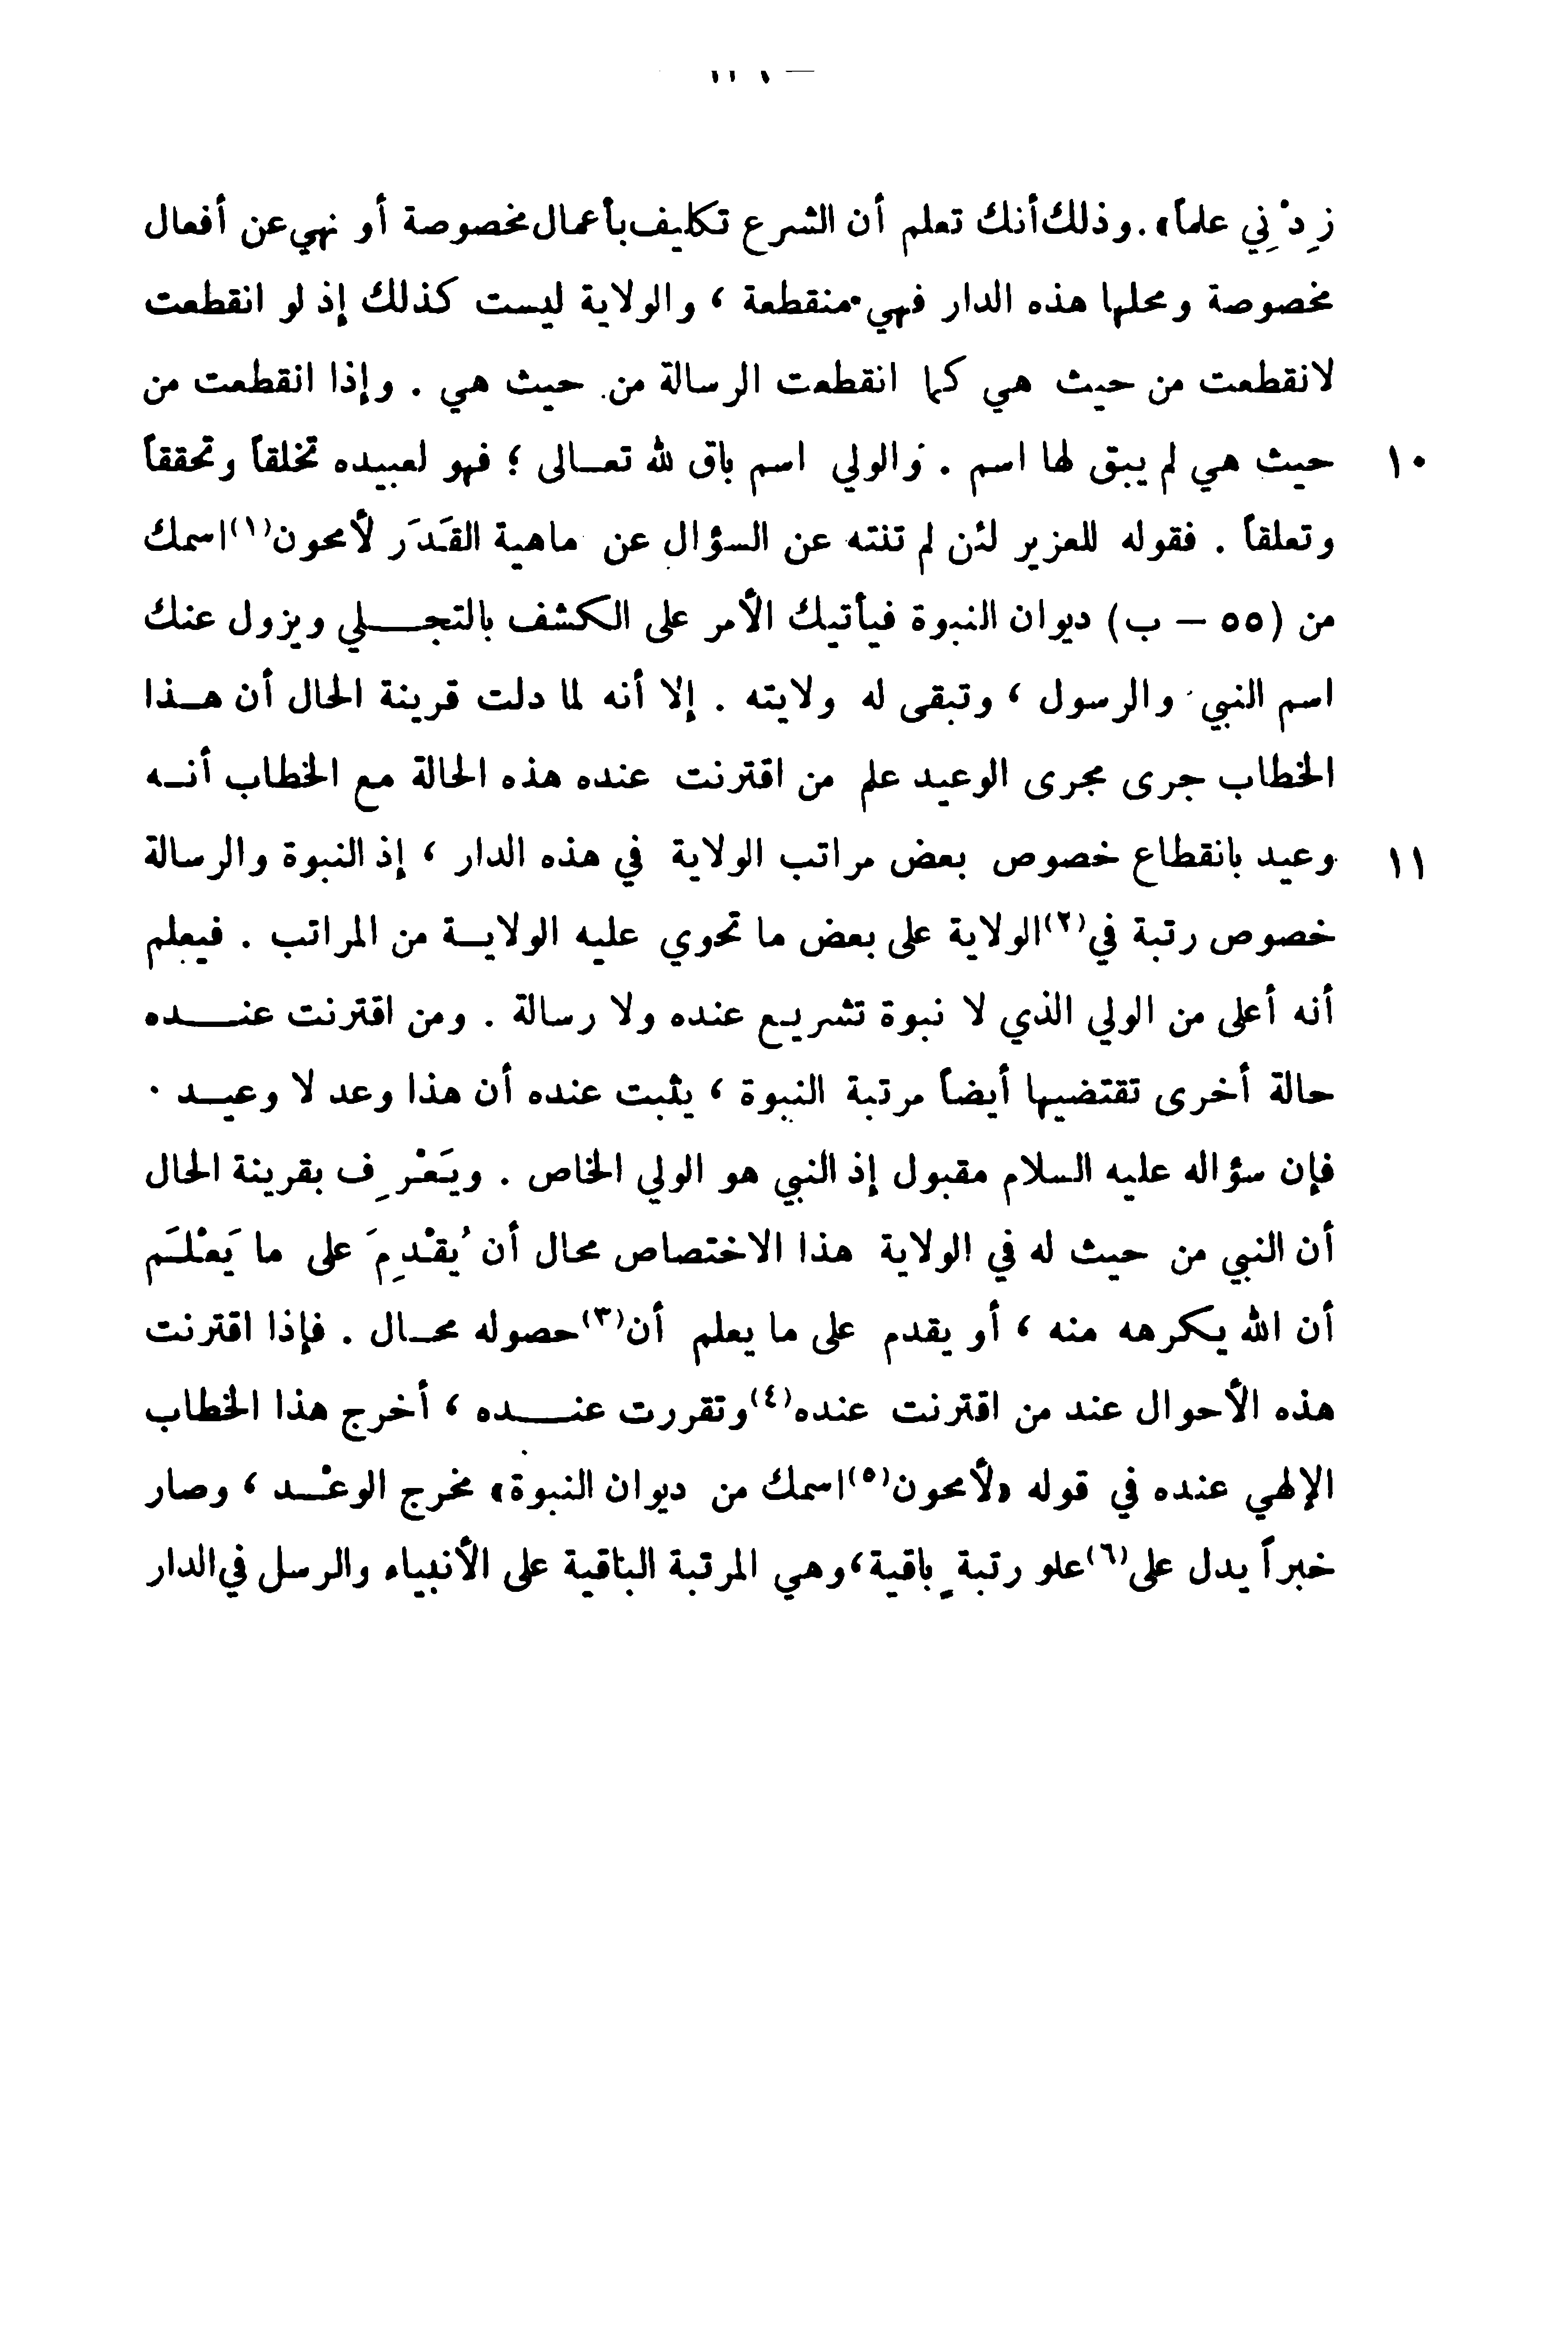 زِدْنِي علماً». وذلك أنك تعلم أن الشرع تكليف بأعمال مخصوصة أو نهي عن أفعال
مخصوصة ومحلها هذه الدار فهي منقطعة ، والولاية ليست كذلك إذ لو انقطعت
لانقطعت من حيث هي كما انقطعت الرسالة من حيث هي . وإذا انقطعت من
١٠ حيث هي لم يبق لها اسم . والولي اسم باق لله تعالى ؛ فهو لعبيده تخلقاً وتحققاً
وتعلقاً . فقوله للعزير لئن لم تنته عن السؤال عن ماهية القَدَر لأمحون(١) اسمك
من (٥٥ – ب) ديوان النبوة فيأتيك الأمر على الكشف بالتجلي ويزول عنك
اسم النبي والرسول ، وتبقى له ولايته . إلا أنه لما دلت قرينة الحال أن هذا
الخطاب جرى مجرى الوعيد علم من اقترنت عنده هذه الحالة مع الخطاب أنه
١١ وعيد بانقطاع خصوص بعض مراتب الولاية في هذه الدار ، إذ النبوة والرسالة
خصوص رتبة في(٢) الولاية على بعض ما تحوي عليه الولاية من المراتب . فيعلم
أنه أعلى من الولي الذي لا نبوة تشريع عنده ولا رسالة . ومن اقترنت عنده
حالة أخرى تقتضيها أيضاً مرتبة النبوة ، يثبت عنده أن هذا وعد لا وعيد .
فإن سؤاله عليه السلام مقبول إذ النبي هو الولي الخاص . ويَعْرِف بقرينة الحال
أن النبي من حيث له في الولاية هذا الاختصاص محال أن يُقْدِمَ على ما يَعْلَم
أن الله يكرهه منه ، أو يقدم على ما يعلم أن(٣) حصوله محال . فإذا اقترنت
هذه الأحوال عند من اقترنت عنده(٤) وتقررت عنده ، أخرج هذا الخطاب
الإلهي عنده في قوله «لأمحون(٥) اسمك من ديوان النبوة» مخرج الوعْد ، وصار
خبراً يدل على(٦) علو رتبة باقية، وهي المرتبة الباقية على الأنبياء والرسل في الدار